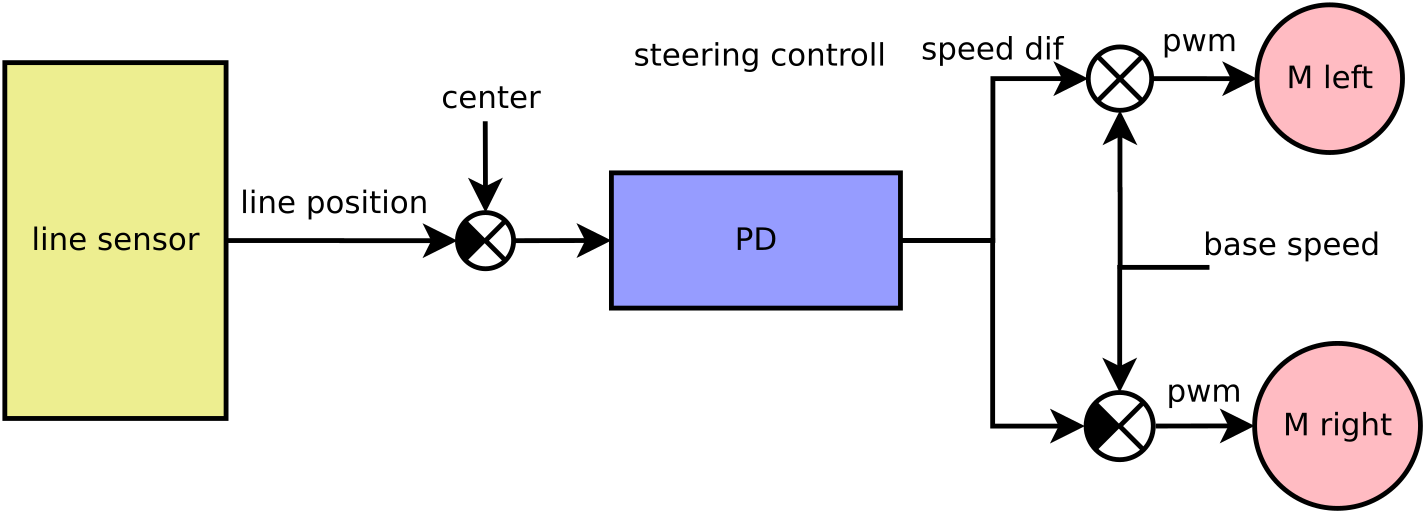 steering controll
speed dif
pwm
M left
center
line position
line sensor
PD
base speed
pwm
M right